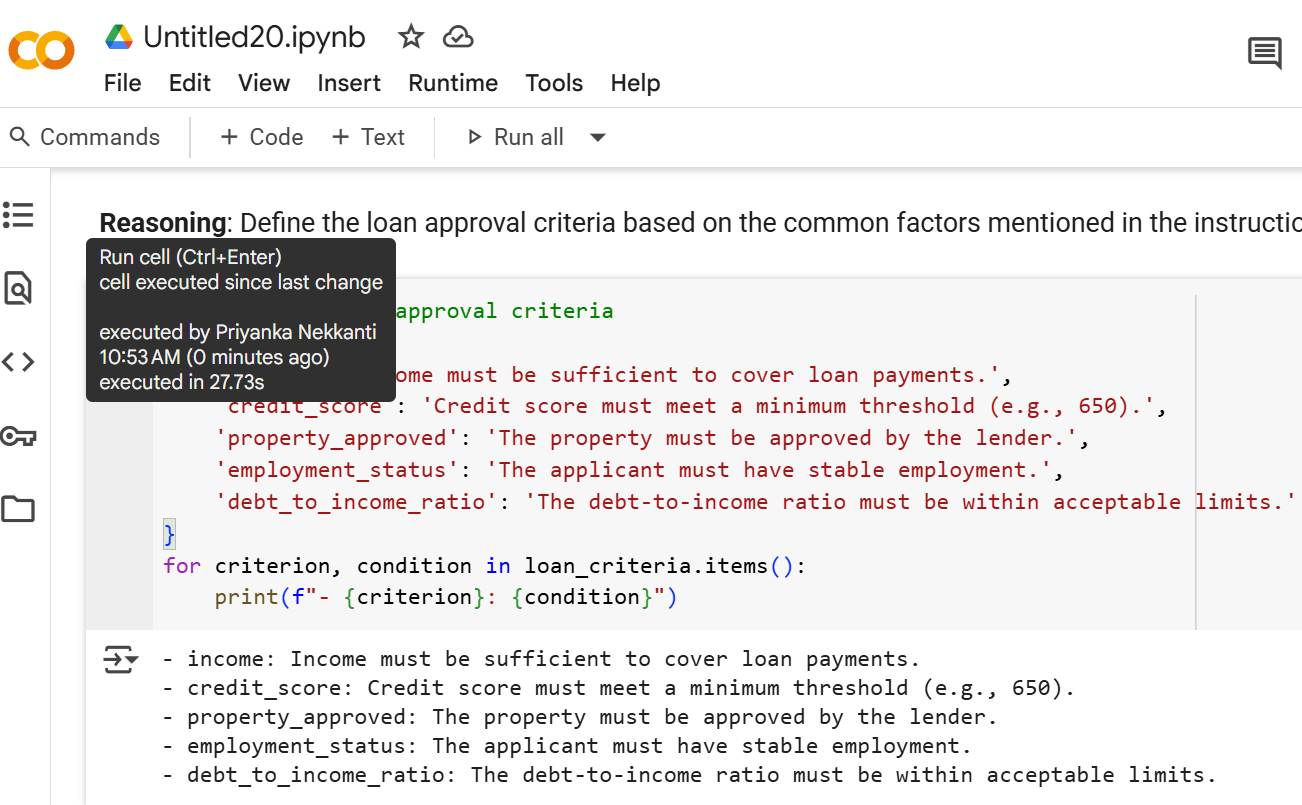 Untitled20.ipynb
File Edit View Insert Runtime Tools Help
Commands + Code + Text Run all
Reasoning: Define the loan approval criteria based on the common factors mentioned in the instructio
Run cell (Ctrl+Enter)
cell executed since last change
executed by Priyanka Nekkanti
10:53 AM (0 minutes ago)
executed in 27.73s
approval criteria
ome must be sufficient to cover loan payments.',
'credit_score': 'Credit score must meet a minimum threshold (e.g., 650).',
'property_approved': 'The property must be approved by the lender.',
'employment_status': 'The applicant must have stable employment.',
'debt_to_income_ratio': 'The debt-to-income ratio must be within acceptable limits.'
}
for criterion, condition in loan_criteria.items():
print(f"- {criterion}: {condition}")
- income: Income must be sufficient to cover loan payments.
- credit_score: Credit score must meet a minimum threshold (e.g., 650).
- property_approved: The property must be approved by the lender.
- employment_status: The applicant must have stable employment.
- debt_to_income_ratio: The debt-to-income ratio must be within acceptable limits.